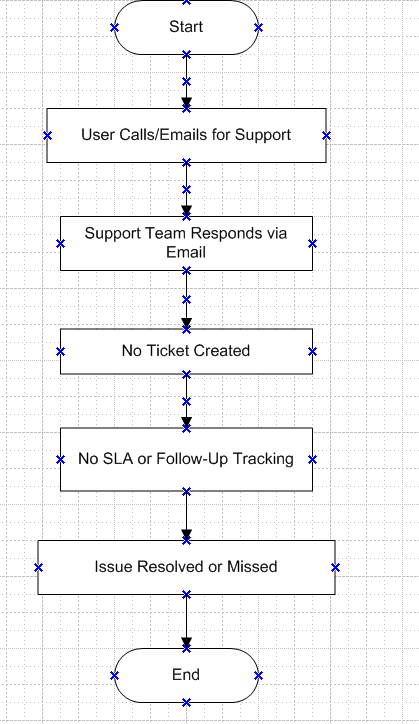 Start
User Calls/Emails for Support
Support Team Responds via
Email
No Ticket Created
No SLA or Follow-Up Tracking
Issue Resolved or Missed
End